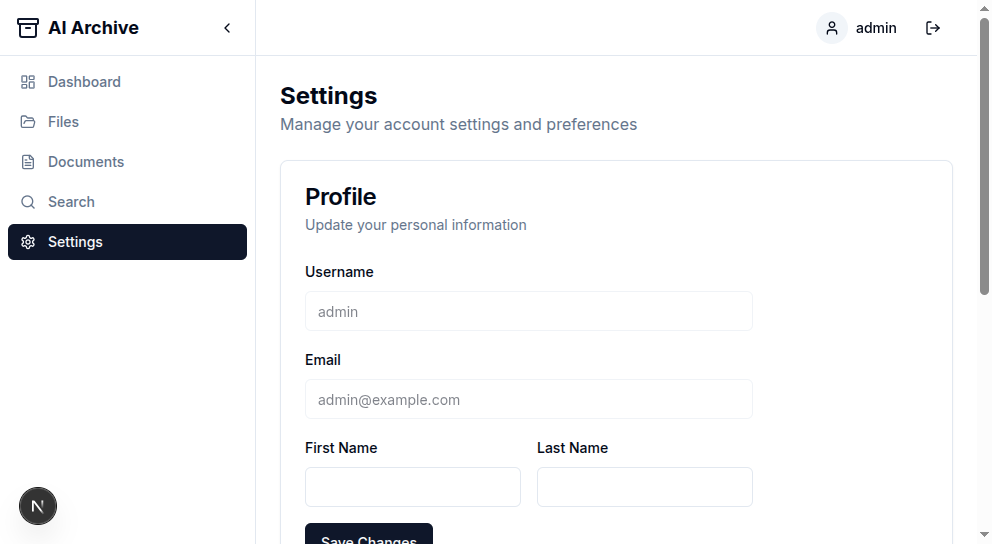 AI Archive
admin
Dashboard
Files
Documents
Search
Settings
Settings
Manage your account settings and preferences
Profile
Update your personal information
Username
admin
Email
admin@example.com
First Name
Last Name
Save Changes
N